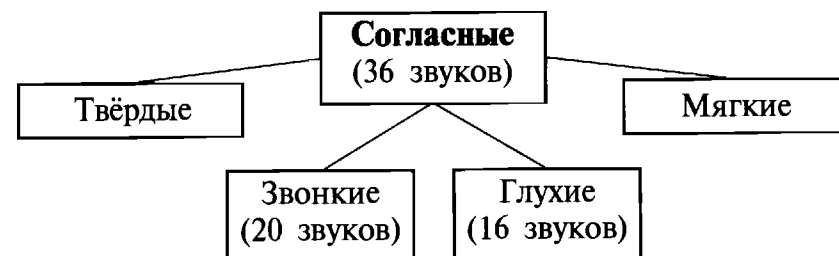 Согласные
(36 звуков)
Твёрдые
Мягкие
Звонкие
(20 звуков)
Глухие
(16 звуков)